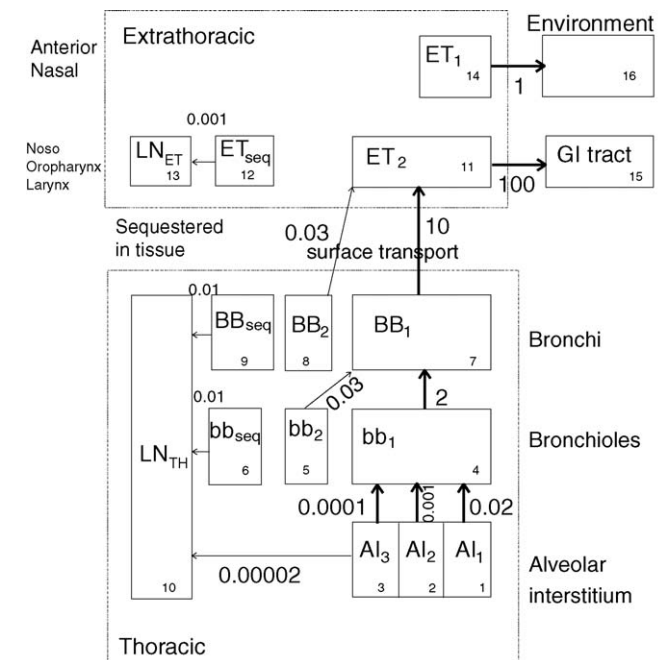 Extrathoracic
Environment
Anterior
Nasal
ET1
14
1
16
0.001
Noso
Oropharynx
Larynx
LNET
13
ETseq
12
ET2
11
100
GI tract
15
Sequestered
in tissue
0.03
10
surface transport
0.01
BBseq
9
BB2
8
BB1
7
Bronchi
0.03
2
0.01
bbseq
6
bb2
5
bb1
4
Bronchioles
LNTH
10
0.0001
0.001
0.02
AI3
3
AI2
2
AI1
1
0.00002
Alveolar
interstitium
Thoracic